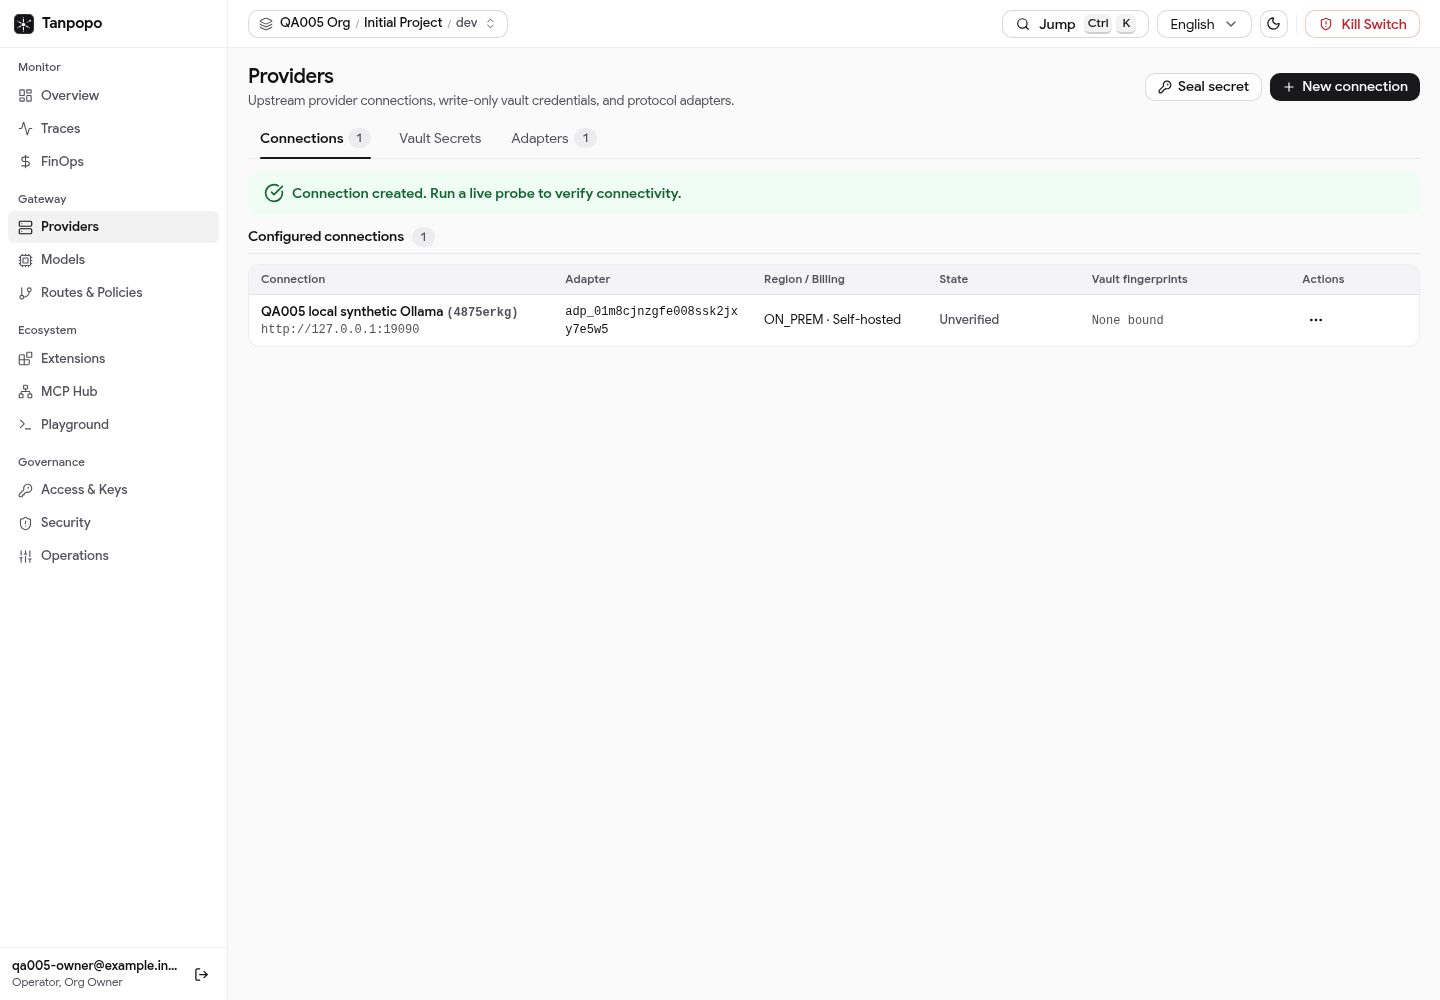 Tanpopo
QA005 Org / Initial Project / dev
Jump Ctrl K
English
Kill Switch
Monitor
Overview
Traces
FinOps
Gateway
Providers
Models
Routes & Policies
Ecosystem
Extensions
MCP Hub
Playground
Governance
Access & Keys
Security
Operations
qa005-owner@example.in...
Operator, Org Owner
Providers
Upstream provider connections, write-only vault credentials, and protocol adapters.
Seal secret
New connection
Connections 1
Vault Secrets
Adapters 1
Connection created. Run a live probe to verify connectivity.
Configured connections 1
Connection Adapter Region / Billing State Vault fingerprints Actions
QA005 local synthetic Ollama (4875erkg)
http://127.0.0.1:19090
adp_01m8cjnzgfe008ssk2jx
y7e5w5
ON_PREM · Self-hosted
Unverified
None bound